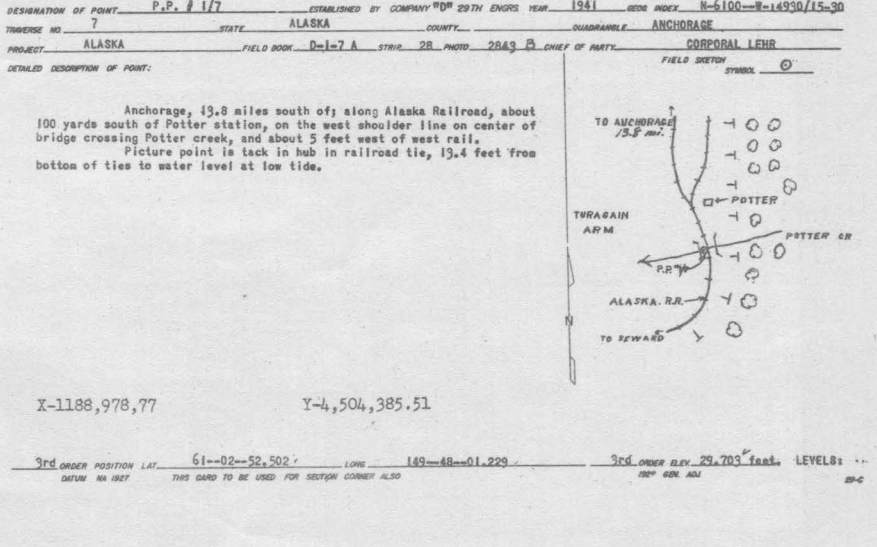 DESIGNATION OF POINT P.P. # 1/7 ESTABLISHED BY COMPANY "D" 29TH ENGRS YEAR 1941 GEOG INDEX N-6100--W-14930/15-30
TRAVERSE NO. 7 STATE ALASKA COUNTY QUADRANGLE ANCHORAGE
PROJECT ALASKA FIELD BOOK D-1-7 A STRIP 28 PHOTO 2843 B CHIEF OF PARTY CORPORAL LEHR
DETAILED DESCRIPTION OF POINT:
FIELD SKETCH
SYMBOL
Anchorage, 13.8 miles south of; along Alaska Railroad, about
100 yards south of Potter station, on the west shoulder line on center of
bridge crossing Potter creek, and about 5 feet west of west rail.
Picture point is tack in hub in railroad tie, 13.4 feet from
bottom of ties to water level at low tide.
TO ANCHORAGE
13.8 mi.
POTTER
TURAGAIN
ARM
POTTER CR
P.P. # 1/7
ALASKA. R.R.
N
TO SEWARD
X-1188,978,77 Y-4,504,385.51
3rd ORDER POSITION LAT. 61--02--52.502 LONG 149--48--01.229 3rd ORDER ELEV. 29.703 feet. LEVELS:
DATUM NA 1927 THIS CARD TO BE USED FOR SECTION CORNER ALSO 1929 GEN. ADJ
29-G